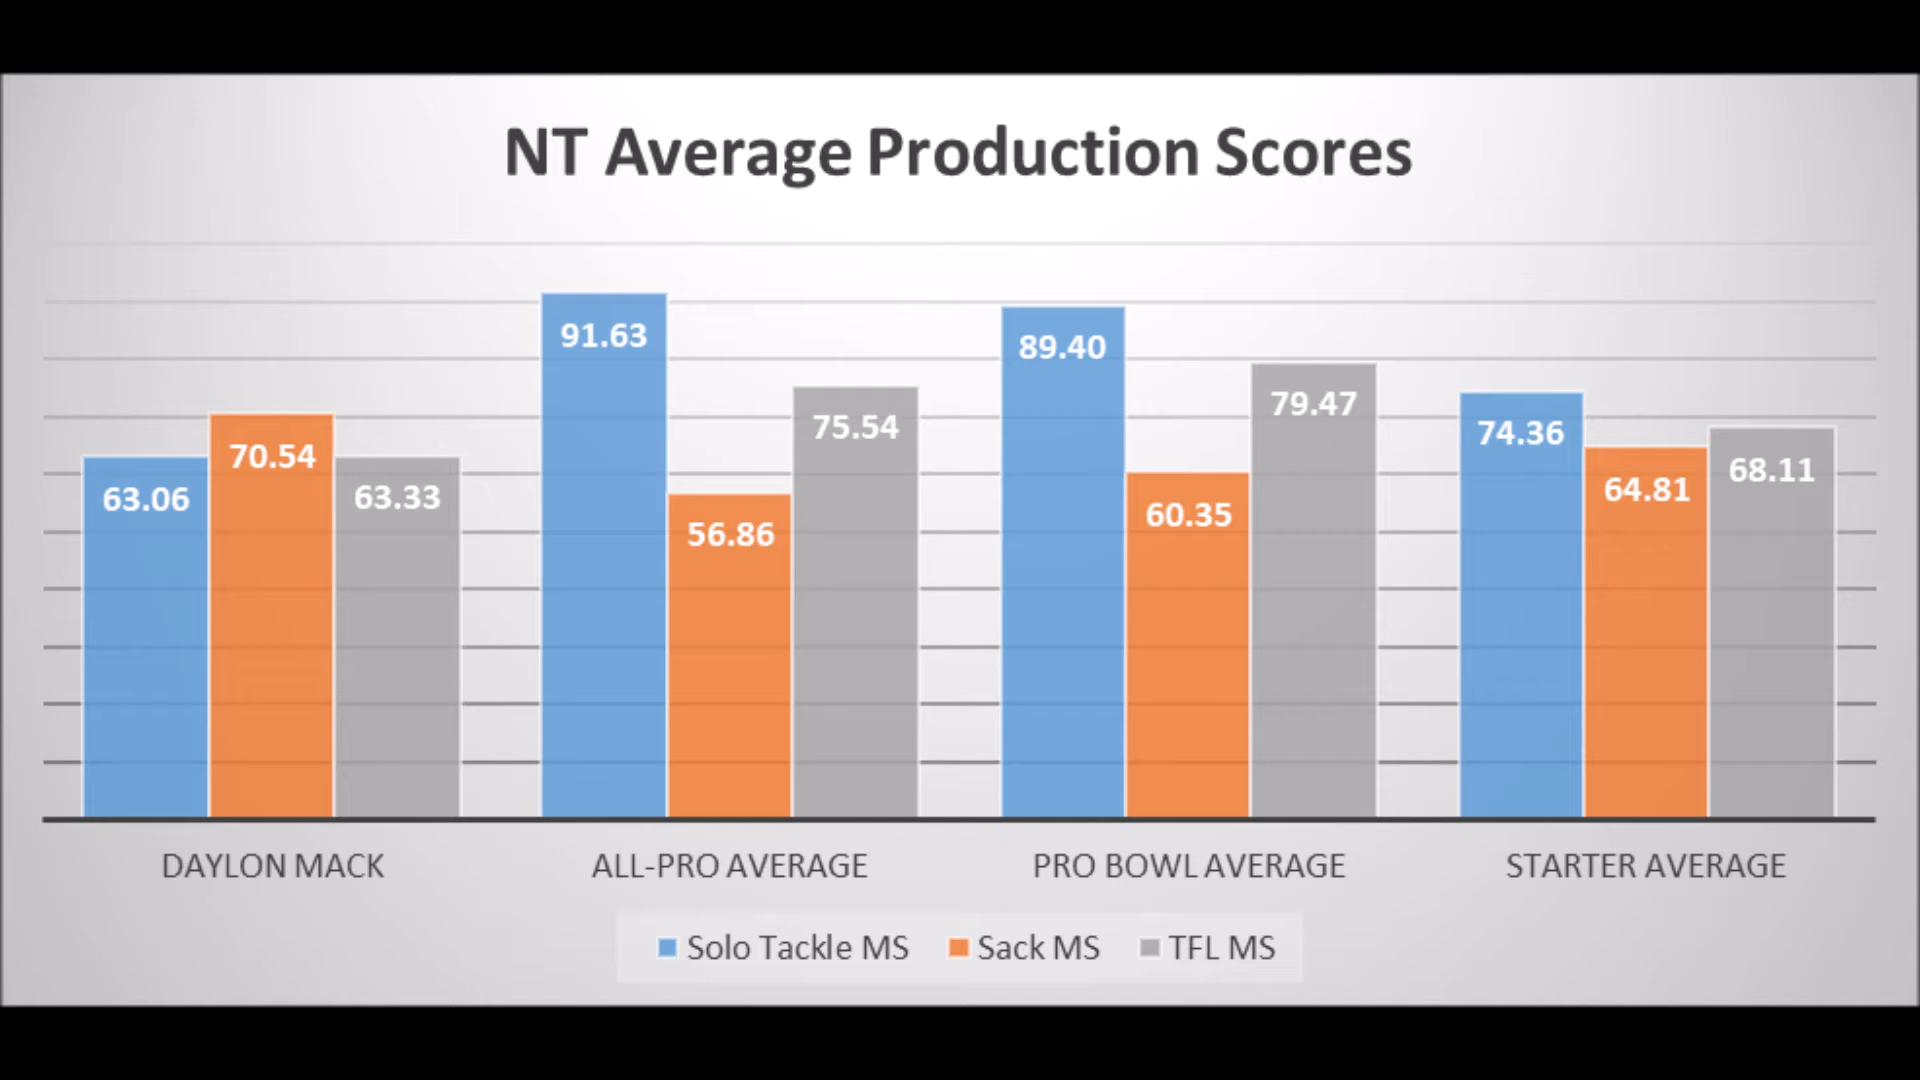 NT Average Production Scores
63.06 70.54 63.33 91.63 56.86 75.54 89.40 60.35 79.47 74.36 64.81 68.11
DAYLON MACK ALL-PRO AVERAGE PRO BOWL AVERAGE STARTER AVERAGE
Solo Tackle MS Sack MS TFL MS